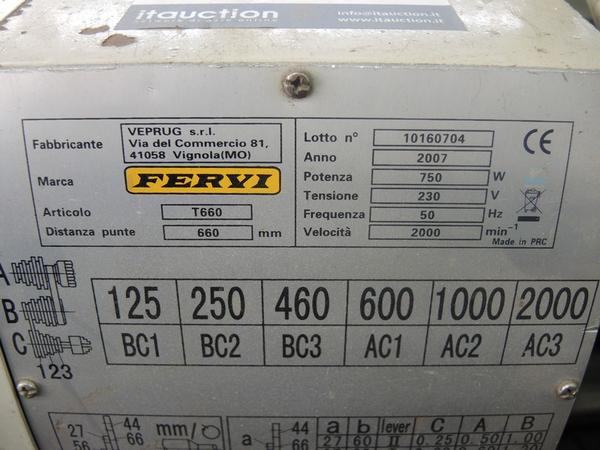 itauction
info@itauction.it
www.itauction.it
Fabbricante VEPRUG s.r.l.
Via del Commercio 81,
41058 Vignola(MO)
Marca FERVI
Articolo T660
Distanza punte 660 mm
Lotto n° 10160704
Anno 2007
Potenza 750 W
Tensione 230 V
Frequenza 50 Hz
Velocità 2000 min⁻¹
CE
Made in PRC
A
B
C
123
125 250 460 600 1000 2000
BC1 BC2 BC3 AC1 AC2 AC3
27 44 mm/
56 66
a 44 a b lever C A B
66 27 60 II 0.25 0.50 1.00